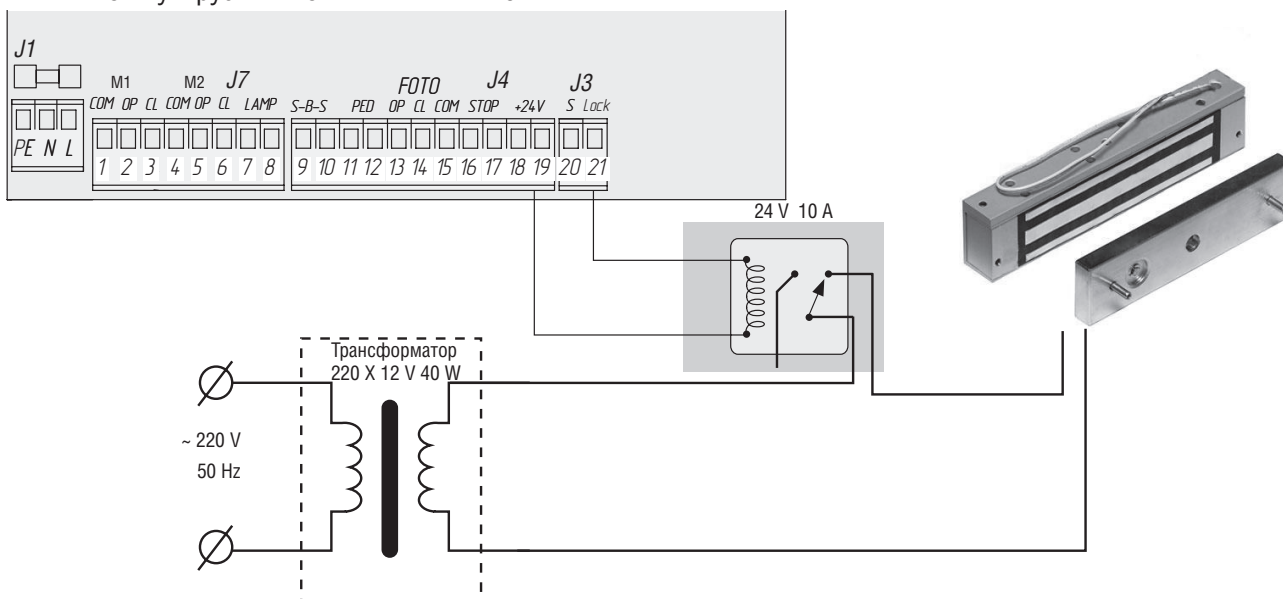 J1
M1 M2 J7
COM OP CL COM OP CL LAMP
FOTO J4 J3
S-B-S PED OP CL COM STOP +24V S Lock
PE N L
1 2 3 4 5 6 7 8 9 10 11 12 13 14 15 16 17 18 19 20 21
24 V 10 A
Трансформатор
220 X 12 V 40 W
~ 220 V
50 Hz